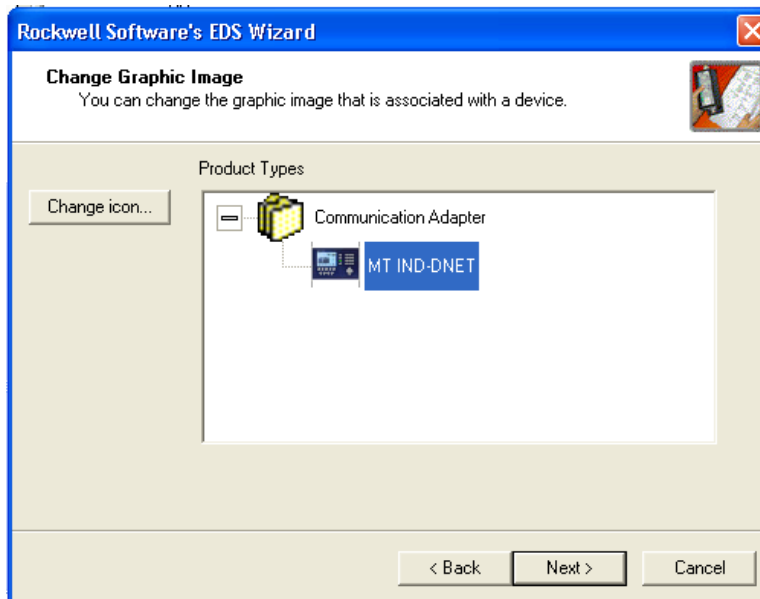 Rockwell Software's EDS Wizard
Change Graphic Image
You can change the graphic image that is associated with a device.
Product Types
Change icon...
Communication Adapter
MT IND-DNET
< Back
Next >
Cancel